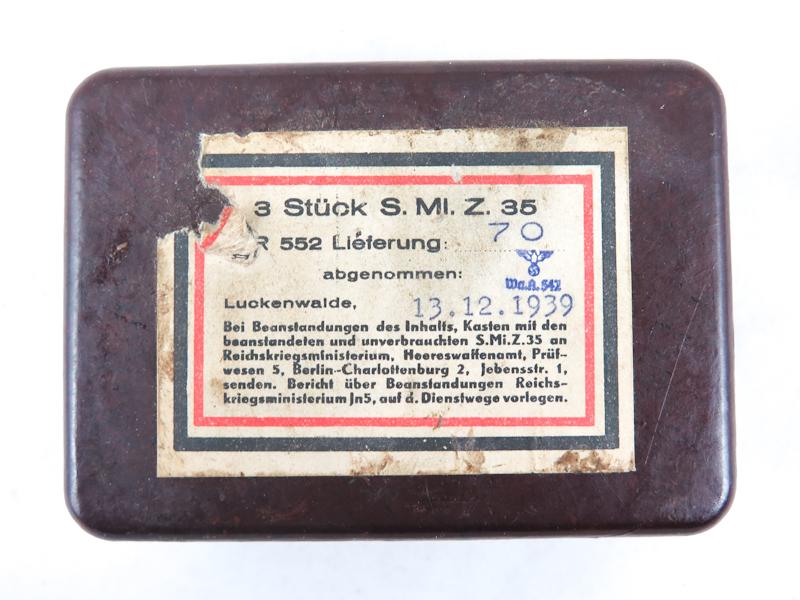 3 Stück S. Mi. Z. 35
R 552 Lieferung: 70
abgenommen:
Wa.A. 542
Luckenwalde, 13.12.1939
Bei Beanstandungen des Inhalts, Kasten mit den
beanstandeten und unverbrauchten S.Mi.Z.35 an
Reichskriegsministerium, Heereswaffenamt, Prüf-
wesen 5, Berlin-Charlottenburg 2, Jebensstr. 1,
senden. Bericht über Beanstandungen Reichs-
kriegsministerium Jn5, auf d. Dienstwege vorlegen.